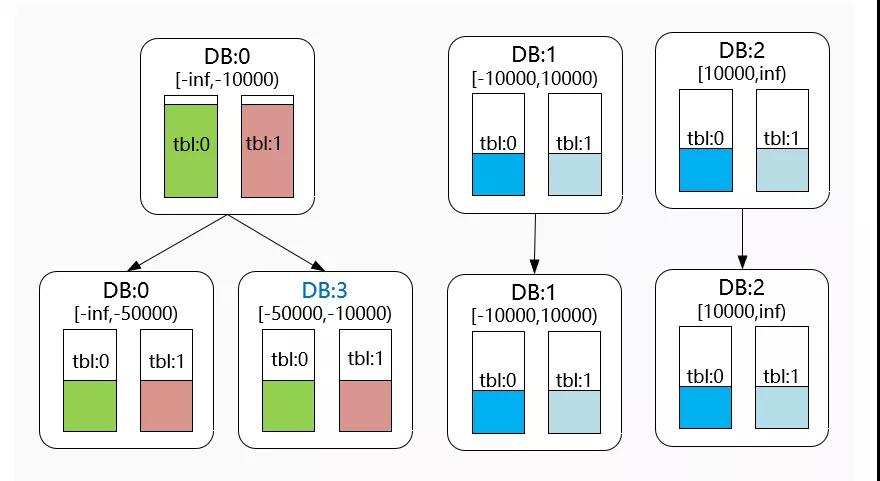 DB:0
[-inf,-10000)
tbl:0
tbl:1
DB:1
[-10000,10000)
tbl:0
tbl:1
DB:2
[10000,inf)
tbl:0
tbl:1
DB:0
[-inf,-50000)
tbl:0
tbl:1
DB:3
[-50000,-10000)
tbl:0
tbl:1
DB:1
[-10000,10000)
tbl:0
tbl:1
DB:2
[10000,inf)
tbl:0
tbl:1